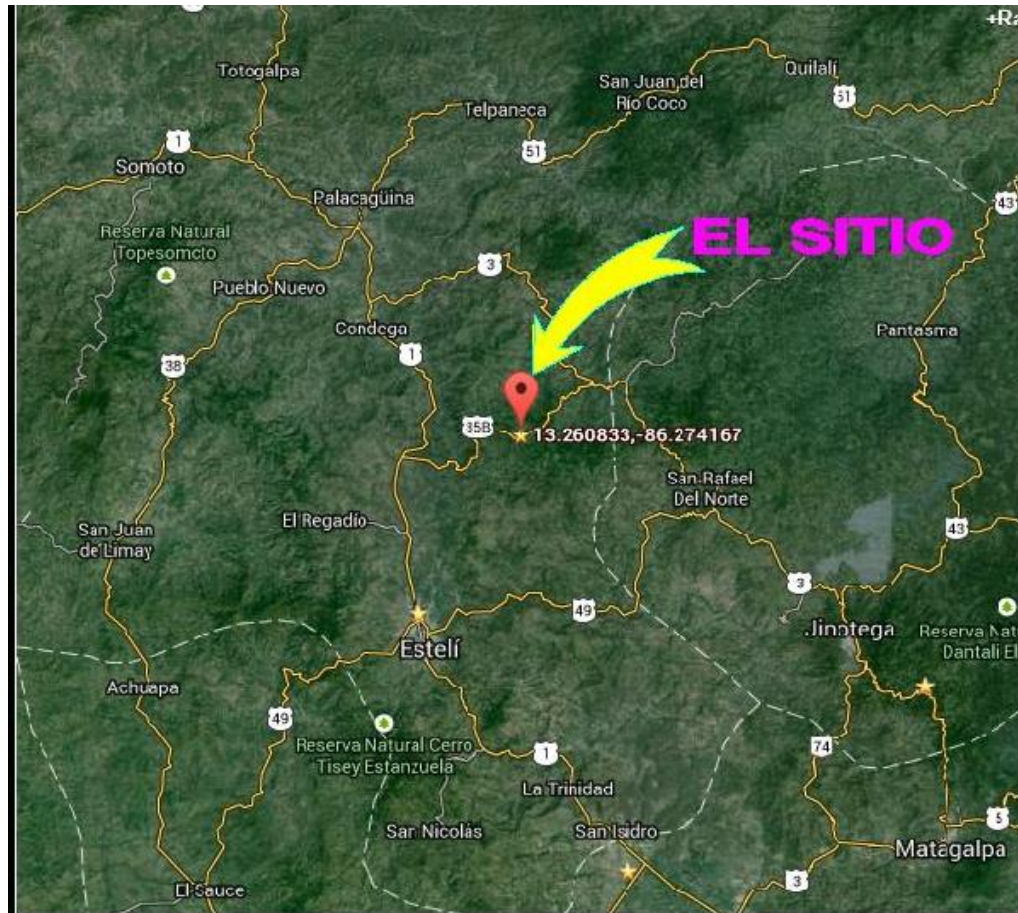 +Ra
Totogalpa
Quilalí
San Juan del
Río Coco
51
Telpaneca
1
51
Somoto
Palacagüina
43
Reserva Natural
Topesomoto
EL SITIO
3
Pueblo Nuevo
Condega
Pantasma
1
38
35B
13.260833,-86.274167
San Rafael
Del Norte
El Regadío
San Juan
de Limay
43
3
49
Jinotega
Reserva Nat
Dantalí El
Estelí
Achuapa
49
Reserva Natural Cerro
Tisey Estanzuela
74
1
La Trinidad
San Nicolás
San Isidro
5
Matagalpa
3
El Sauce